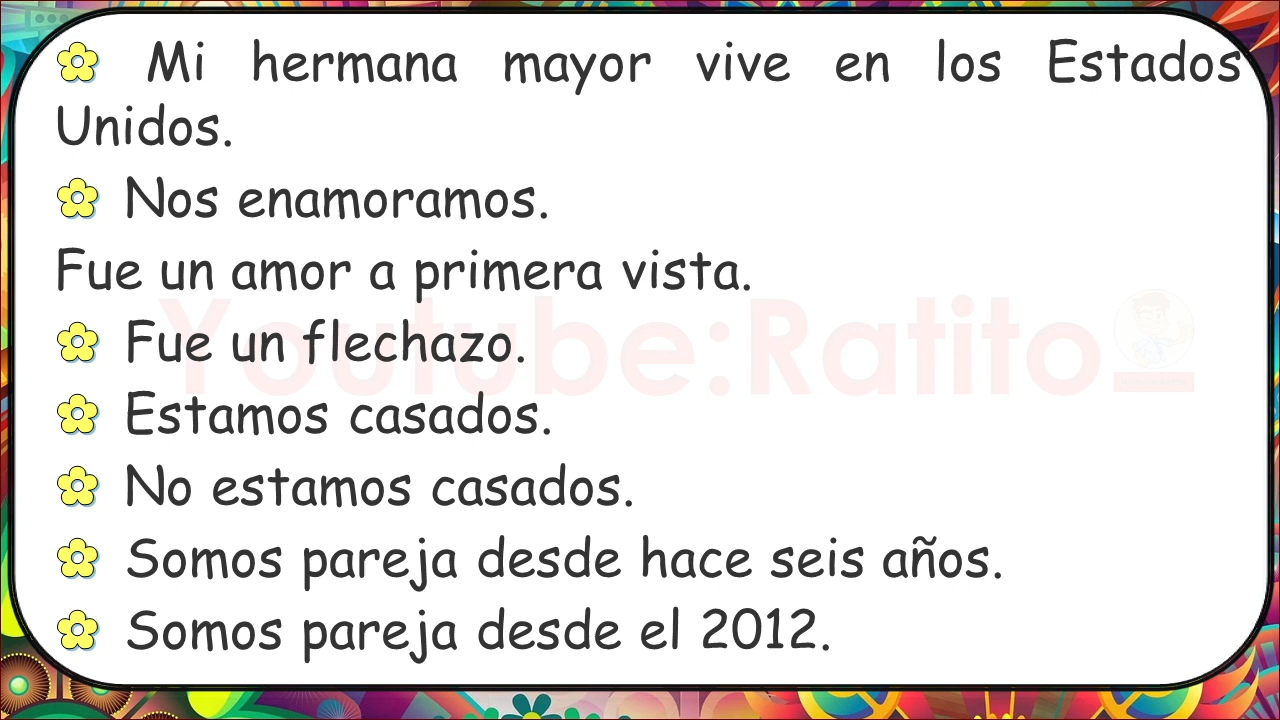 Mi hermana mayor vive en los Estados
Unidos.
Nos enamoramos.
Fue un amor a primera vista.
Youtube:Ratito
Fue un flechazo.
Estamos casados.
No estamos casados.
Somos pareja desde hace seis años.
Somos pareja desde el 2012.